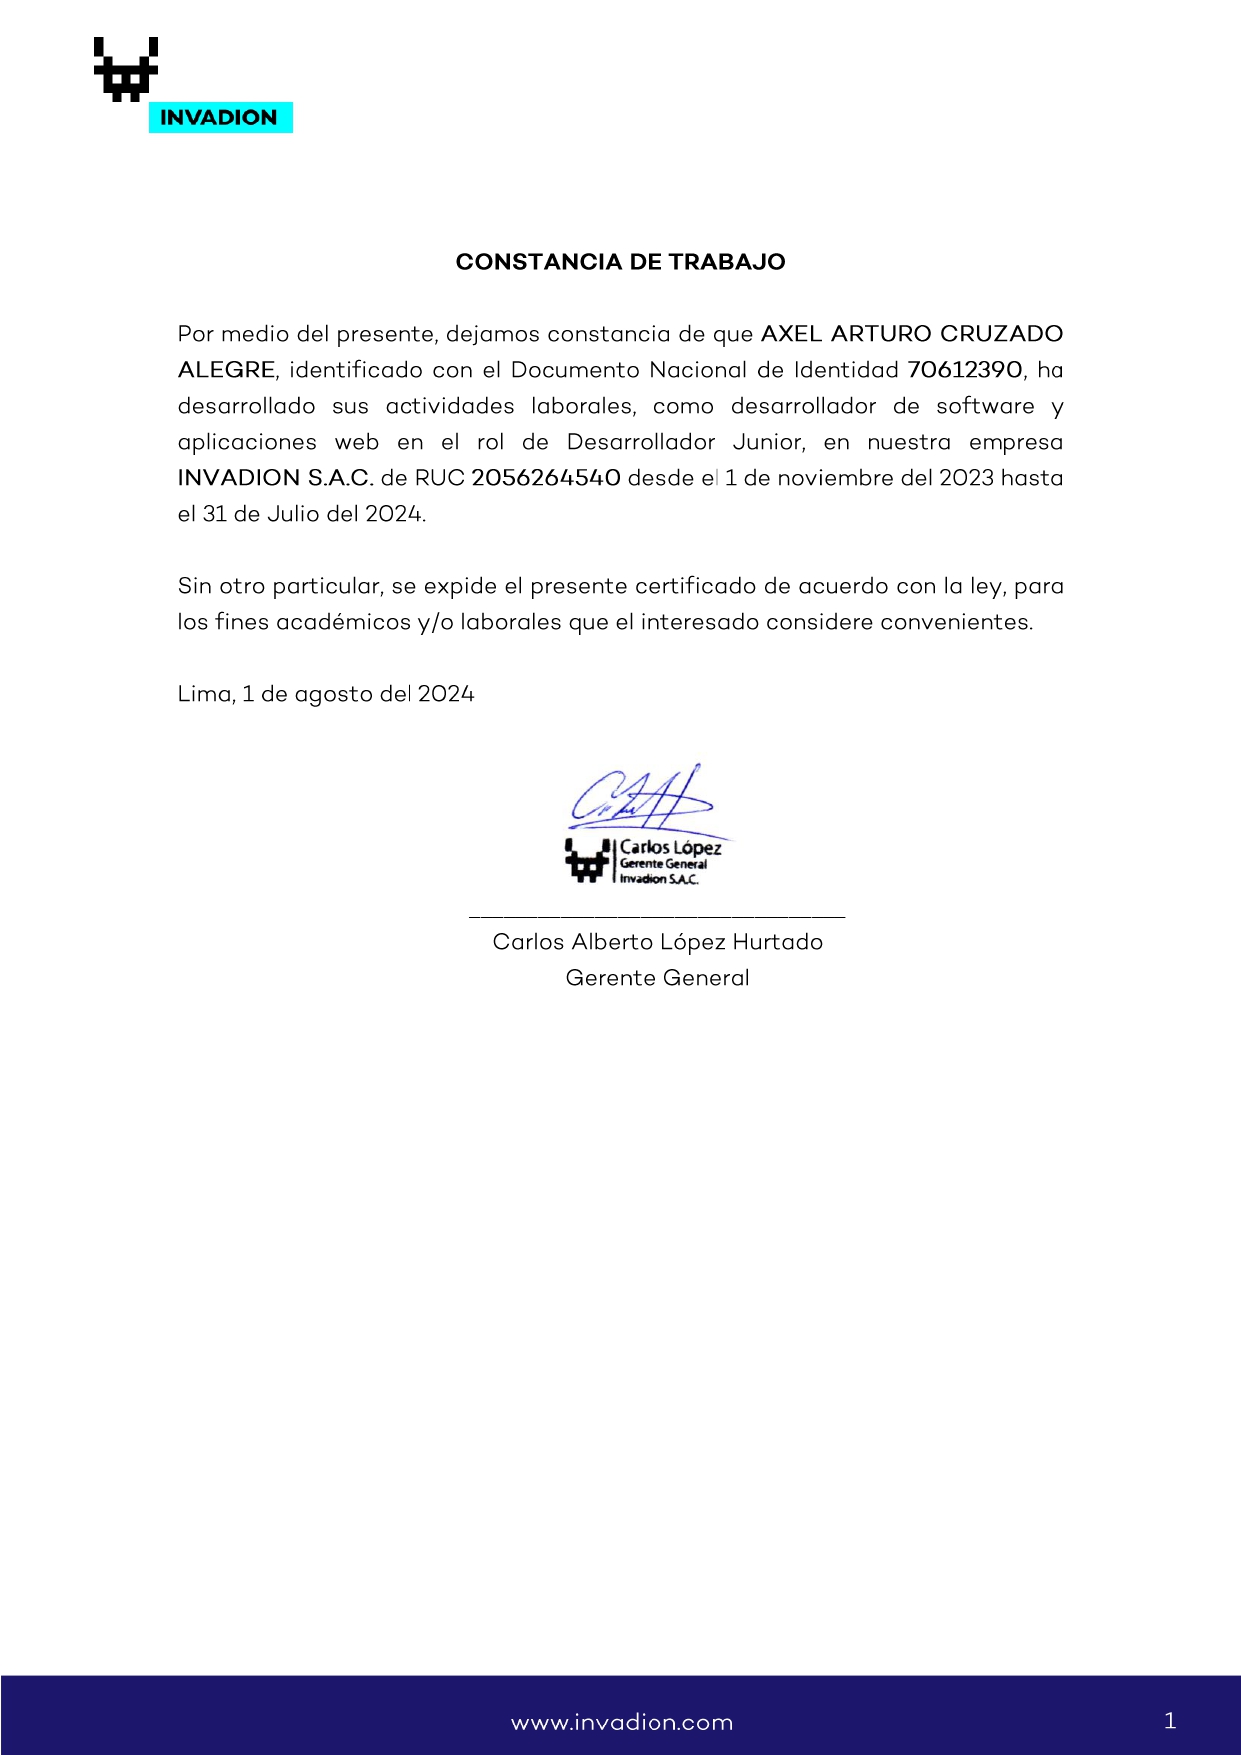 INVADION
CONSTANCIA DE TRABAJO
Por medio del presente, dejamos constancia de que AXEL ARTURO CRUZADO
ALEGRE, identificado con el Documento Nacional de Identidad 70612390, ha
desarrollado sus actividades laborales, como desarrollador de software y
aplicaciones web en el rol de Desarrollador Junior, en nuestra empresa
INVADION S.A.C. de RUC 2056264540 desde el 1 de noviembre del 2023 hasta
el 31 de Julio del 2024.
Sin otro particular, se expide el presente certificado de acuerdo con la ley, para
los fines académicos y/o laborales que el interesado considere convenientes.
Lima, 1 de agosto del 2024
Carlos López
Gerente General
Invadion S.A.C.
Carlos Alberto López Hurtado
Gerente General
www.invadion.com
1